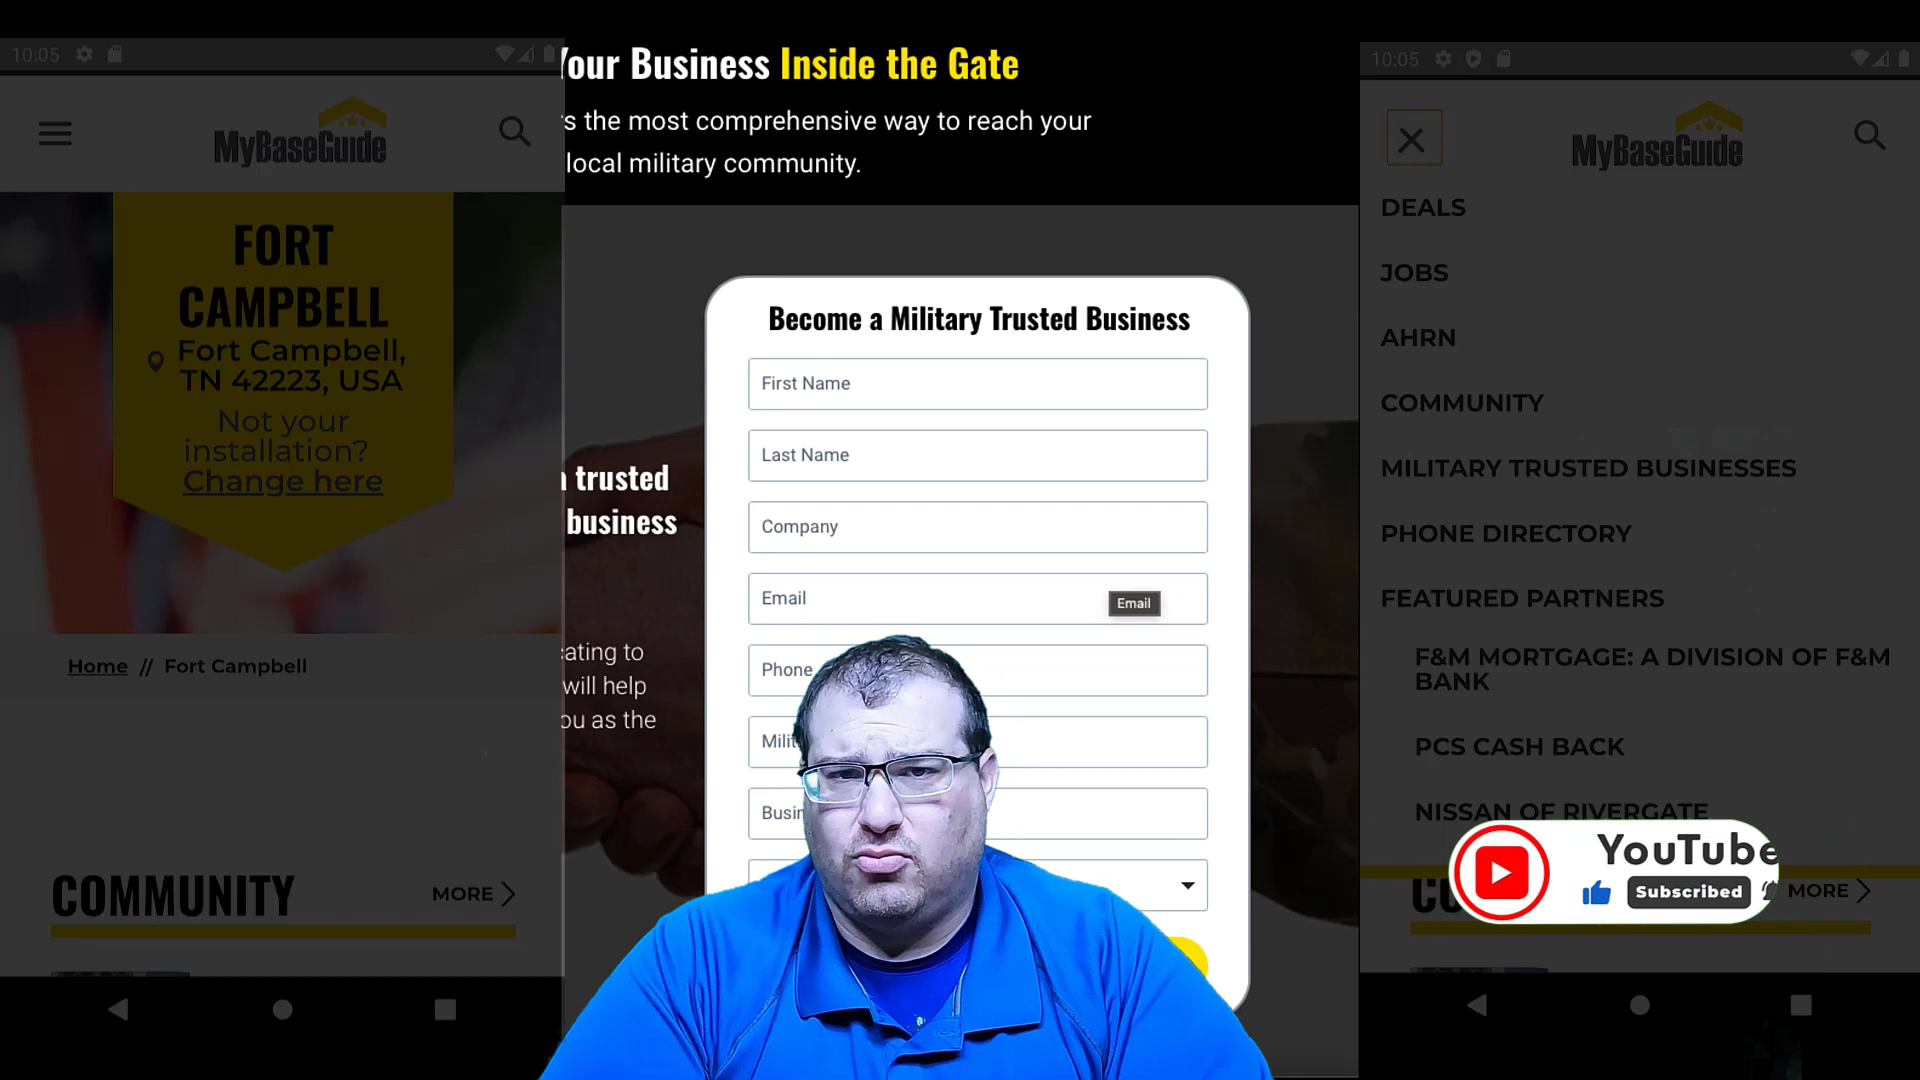 10:05
MyBaseGuide
FORT
CAMPBELL
Fort Campbell,
TN 42223, USA
Not your
installation?
Change here
Home // Fort Campbell
COMMUNITY
MORE
Your Business Inside the Gate
the most comprehensive way to reach your
local military community.
trusted
business
to
will help
as the
Become a Military Trusted Business
First Name
Last Name
Company
Email
Email
Phone
10:05
MyBaseGuide
DEALS
JOBS
AHRN
COMMUNITY
MILITARY TRUSTED BUSINESSES
PHONE DIRECTORY
FEATURED PARTNERS
F&M MORTGAGE: A DIVISION OF F&M
BANK
PCS CASH BACK
NISSAN OF RIVERGATE
YouTube
Subscribed
MORE